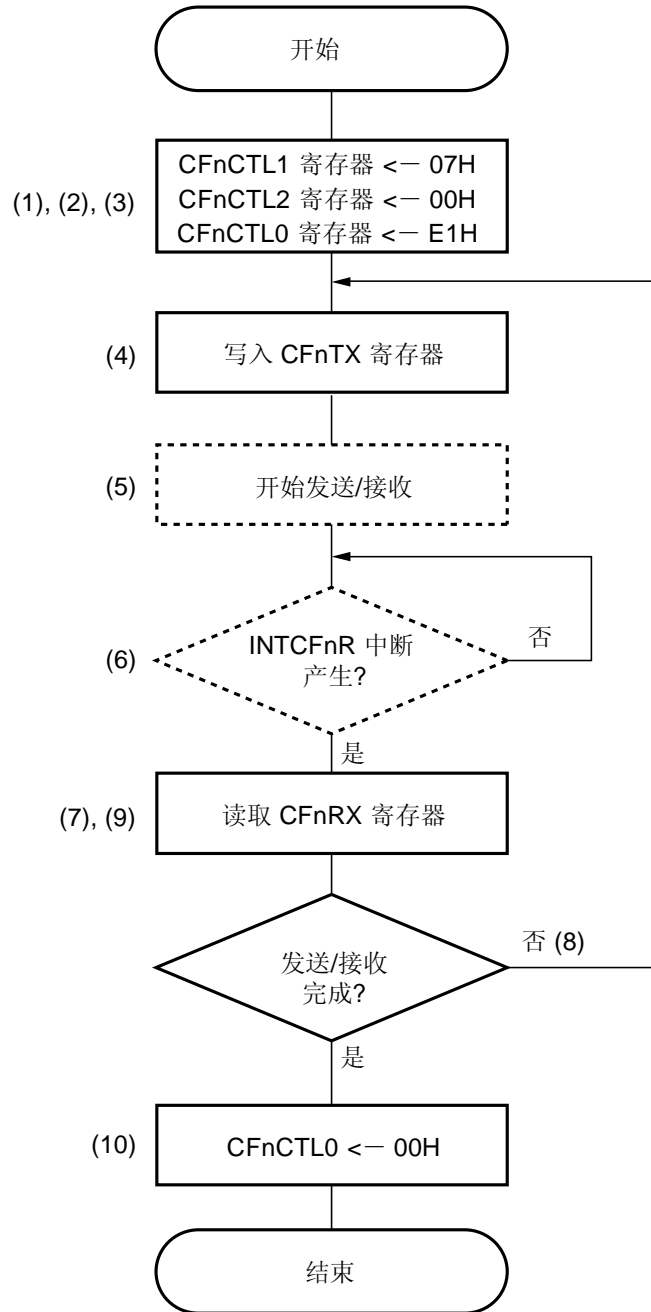 开始
(1), (2), (3)
CFnCTL1 寄存器 <— 07H
CFnCTL2 寄存器 <— 00H
CFnCTL0 寄存器 <— E1H
(4)
写入 CFnTX 寄存器
(5)
开始发送/接收
(6)
INTCFnR 中断
产生?
否
是
(7), (9)
读取 CFnRX 寄存器
发送/接收
完成?
否 (8)
是
(10)
CFnCTL0 <— 00H
结束